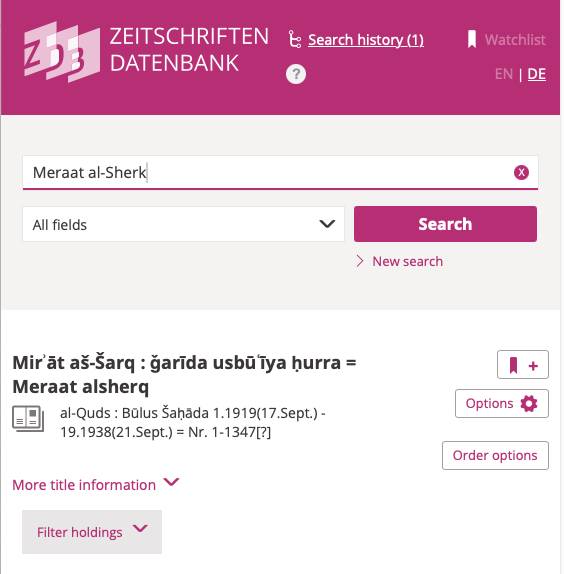 ZDB
ZEITSCHRIFTEN
DATENBANK
Search history (1)
Watchlist
?
EN | DE
Meraat al-Sherk
X
All fields
Search
New search
Mirʾāt aš-Šarq : ǧarīda usbūʿīya ḥurra =
Meraat alsherq
+
Options
al-Quds : Būlus Šaḥāda 1.1919(17.Sept.) -
19.1938(21.Sept.) = Nr. 1-1347[?]
Order options
More title information
Filter holdings